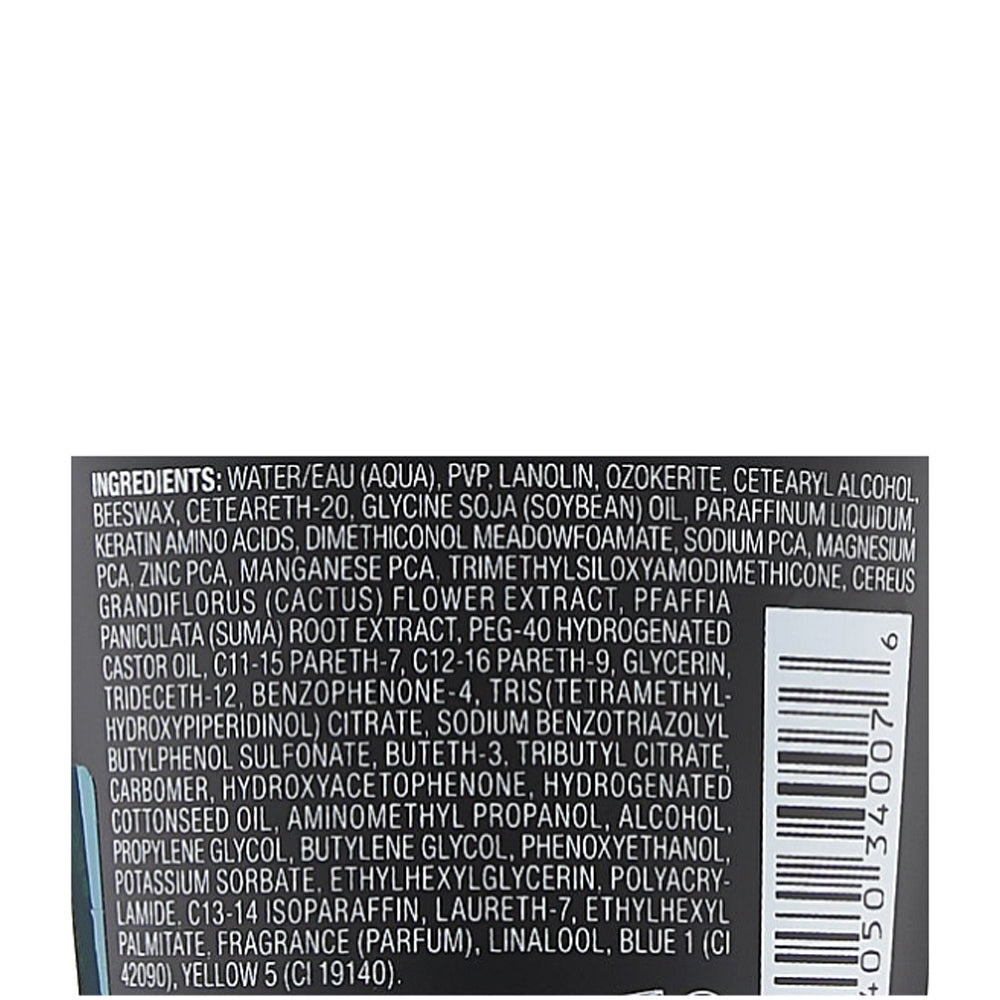 INGREDIENTS: WATER/EAU (AQUA), PVP, LANOLIN, OZOKERITE, CETEARYL ALCOHOL,
BEESWAX, CETEARETH-20, GLYCINE SOJA (SOYBEAN) OIL, PARAFFINUM LIQUIDUM,
KERATIN AMINO ACIDS, DIMETHICONOL MEADOWFOAMATE, SODIUM PCA, MAGNESIUM
PCA, ZINC PCA, MANGANESE PCA, TRIMETHYLSILOXYAMODIMETHICONE, CEREUS
GRANDIFLORUS (CACTUS) FLOWER EXTRACT, PFAFFIA
PANICULATA (SUMA) ROOT EXTRACT, PEG-40 HYDROGENATED
CASTOR OIL, C11-15 PARETH-7, C12-16 PARETH-9, GLYCERIN,
TRIDECETH-12, BENZOPHENONE-4, TRIS(TETRAMETHYL-
HYDROXYPIPERIDINOL) CITRATE, SODIUM BENZOTRIAZOLYL
BUTYLPHENOL SULFONATE, BUTETH-3, TRIBUTYL CITRATE,
CARBOMER, HYDROXYACETOPHENONE, HYDROGENATED
COTTONSEED OIL, AMINOMETHYL PROPANOL, ALCOHOL,
PROPYLENE GLYCOL, BUTYLENE GLYCOL, PHENOXYETHANOL,
POTASSIUM SORBATE, ETHYLHEXYLGLYCERIN, POLYACRY-
LAMIDE, C13-14 ISOPARAFFIN, LAURETH-7, ETHYLHEXYL
PALMITATE, FRAGRANCE (PARFUM), LINALOOL, BLUE 1 (CI
42090), YELLOW 5 (CI 19140).
4050 34007 6